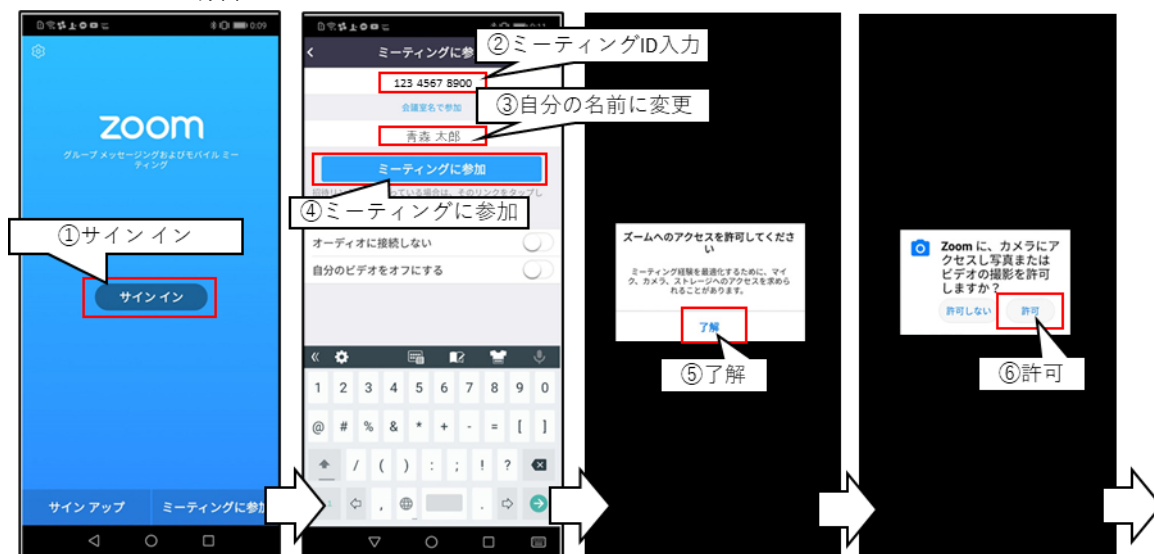 0:09
zoom
グループ メッセージングおよびモバイル ミー
ティング
①サイン イン
サイン イン
サイン アップ
ミーティングに参加
ミーティングに参
②ミーティングID入力
123 4567 8900
会議室名で参加
③自分の名前に変更
青森 太郎
ミーティングに参加
そのリンクをタップし
④ミーティングに参加
オーディオに接続しない
自分のビデオをオフにする
1 2 3 4 5 6 7 8 9 0
@ # % & * + - = [ ]
/ ( ) : ; ! ?
, .
ズームへのアクセスを許可してくださ
い
ミーティング経験を最適化するために、マイ
ク、カメラ、ストレージへのアクセスを求めら
れることがあります。
了解
⑤了解
Zoom に、カメラにア
クセスし写真または
ビデオの撮影を許可
しますか？
許可しない
許可
⑥許可